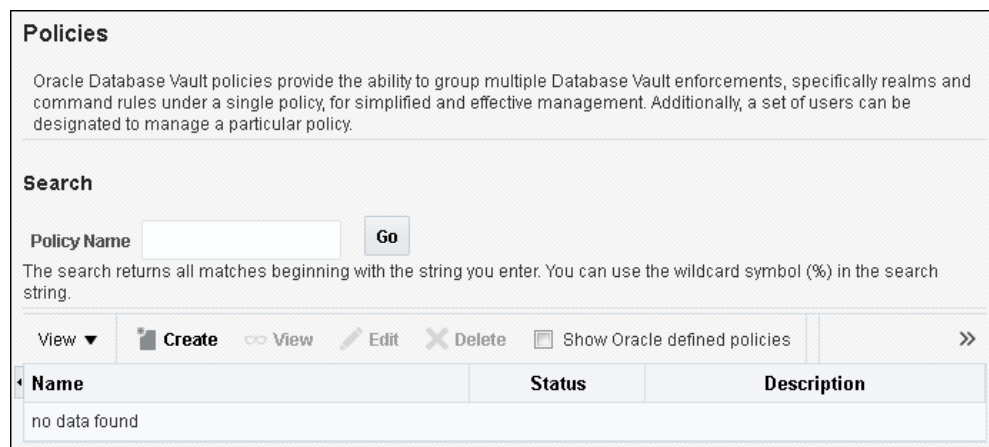 Policies
Oracle Database Vault policies provide the ability to group multiple Database Vault enforcements, specifically realms and
command rules under a single policy, for simplified and effective management. Additionally, a set of users can be
designated to manage a particular policy.
Search
Policy Name Go
The search returns all matches beginning with the string you enter. You can use the wildcard symbol (%) in the search
string.
View ▼ Create View Edit Delete Show Oracle defined policies »
Name Status Description
no data found